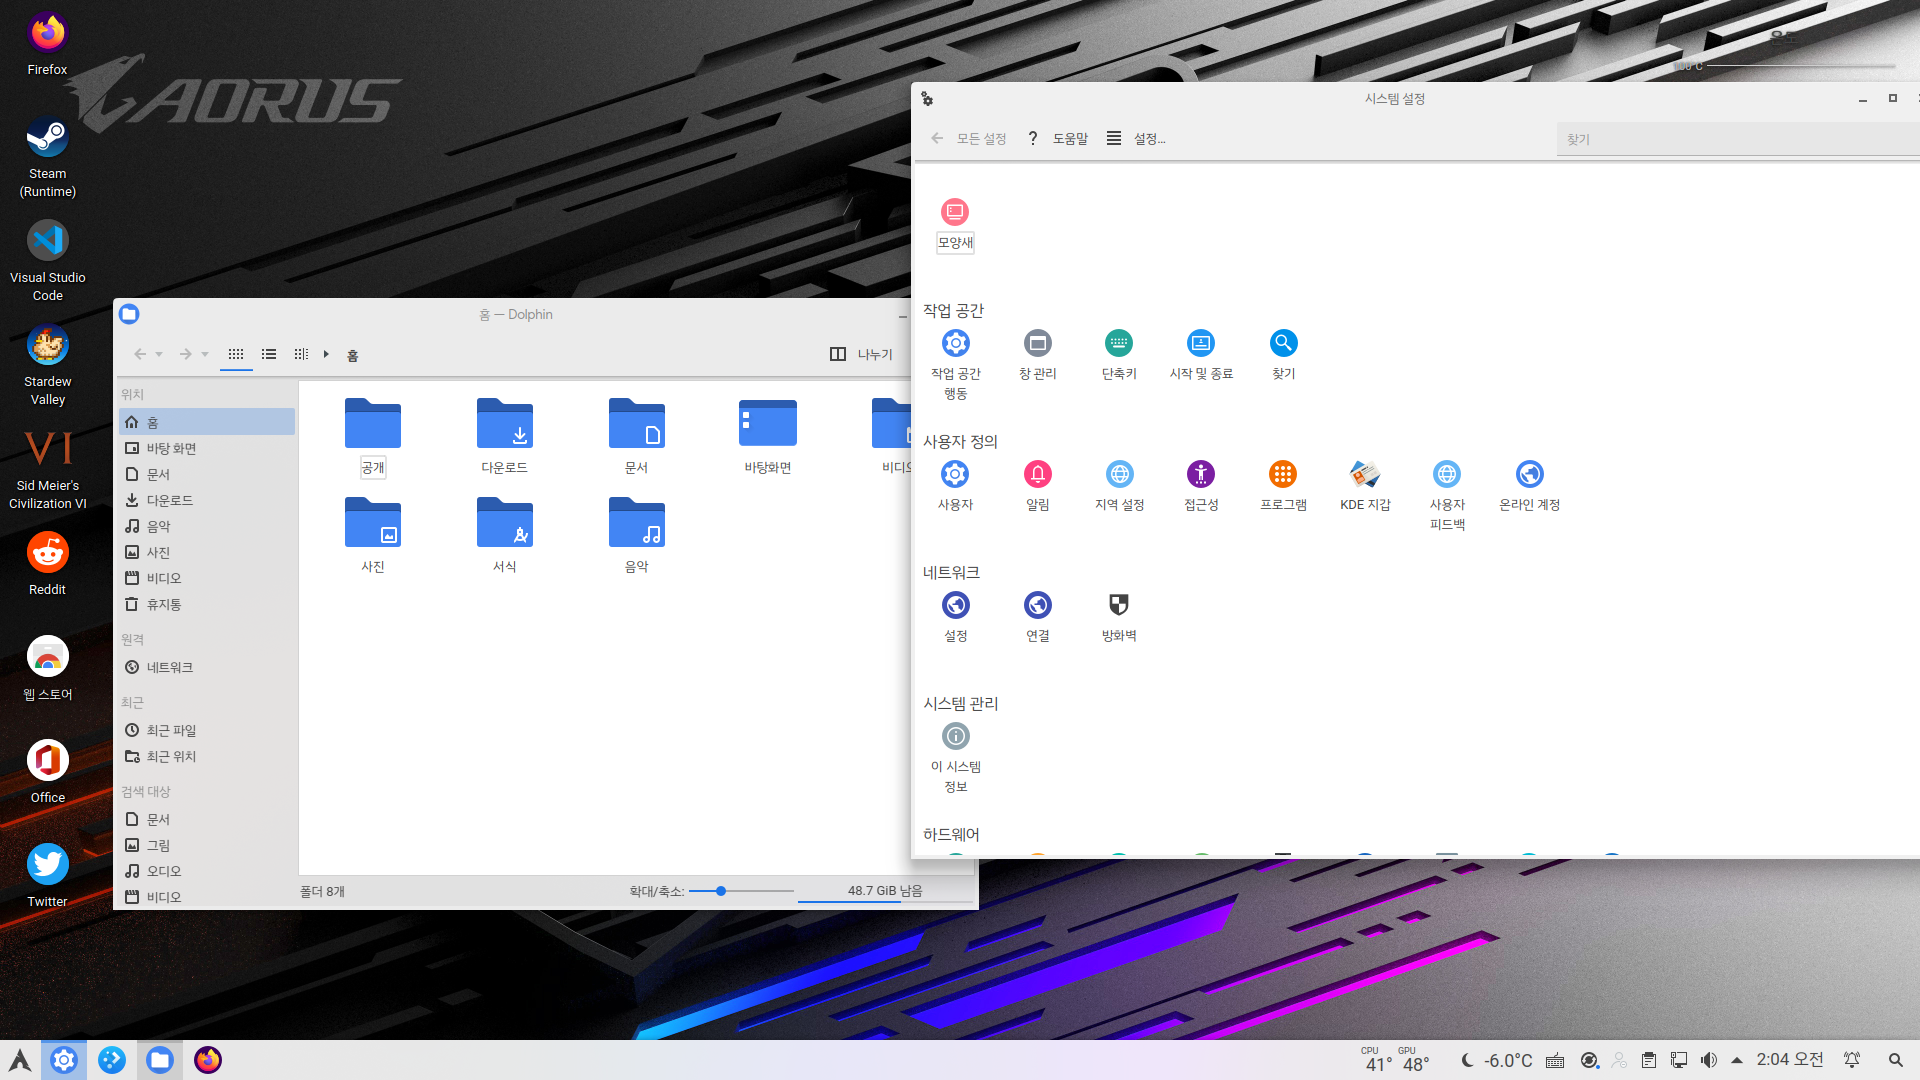 Firefox
Steam
(Runtime)
Visual Studio
Code
Stardew
Valley
VI
Sid Meier's
Civilization VI
Reddit
웹 스토어
Office
Twitter
AORUS
홈 — Dolphin
홈
나누기
위치
홈
바탕 화면
문서
다운로드
음악
사진
비디오
휴지통
원격
네트워크
최근
최근 파일
최근 위치
검색 대상
문서
그림
오디오
비디오
공개
다운로드
문서
바탕화면
비디오
사진
서식
음악
폴더 8개
확대/축소:
48.7 GiB 남음
시스템 설정
모든 설정
? 도움말
설정...
찾기
모양새
작업 공간
작업 공간
행동
창 관리
단축키
시작 및 종료
찾기
사용자 정의
사용자
알림
지역 설정
접근성
프로그램
KDE 지갑
사용자
피드백
온라인 계정
네트워크
설정
연결
방화벽
시스템 관리
이 시스템
정보
하드웨어
CPU
41°
GPU
48°
-6.0°C
2:04 오전